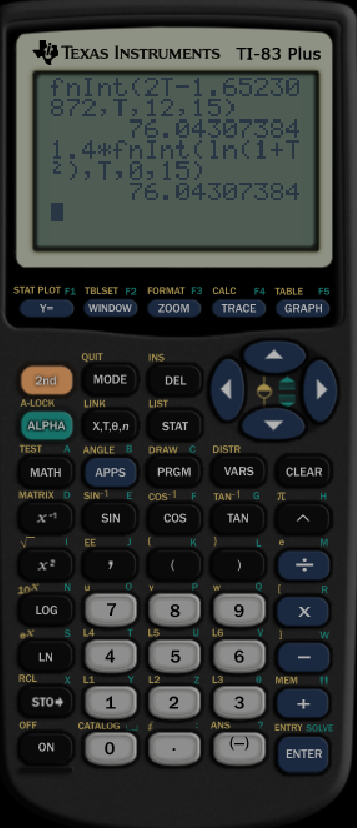 TEXAS INSTRUMENTS TI-83 Plus
fnInt(2T-1.65230
872,T,12,15)
76.04307384
1.4*fnInt(ln(1+T
²),T,0,15)
76.04307384
STAT PLOT F1 TBLSET F2 FORMAT F3 CALC F4 TABLE F5
Y= WINDOW ZOOM TRACE GRAPH
QUIT INS
2nd MODE DEL
A-LOCK LINK LIST
ALPHA X,T,θ,n STAT
TEST A ANGLE B DRAW C DISTR
MATH APPS PRGM VARS CLEAR
MATRIX D SIN⁻¹ E COS⁻¹ F TAN⁻¹ G π H
x⁻¹ SIN COS TAN ^
√ I EE J { K } L e M
x² , ( ) ÷
10ˣ N u O v P w Q [ R
LOG 7 8 9 ×
eˣ S L4 T L5 U L6 V ] W
LN 4 5 6 −
RCL X L1 Y L2 Z L3 θ MEM "
STO➔ 1 2 3 +
OFF CATALOG i : ANS ? ENTRY SOLVE
ON 0 . (−) ENTER